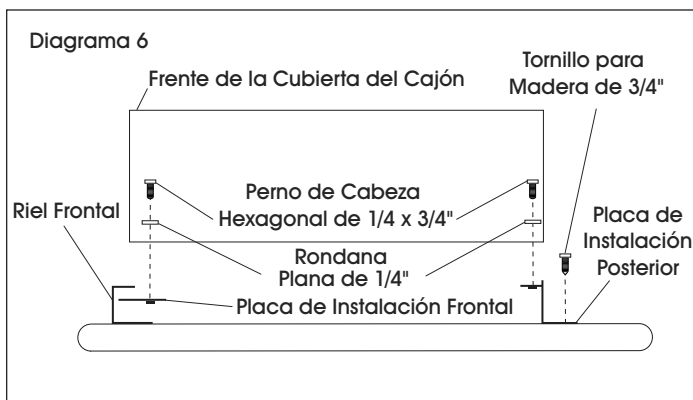 Diagrama 6
Frente de la Cubierta del Cajón
Tornillo para
Madera de 3/4"
Perno de Cabeza
Hexagonal de 1/4 x 3/4"
Riel Frontal
Placa de
Instalación
Posterior
Rondana
Plana de 1/4"
Placa de Instalación Frontal